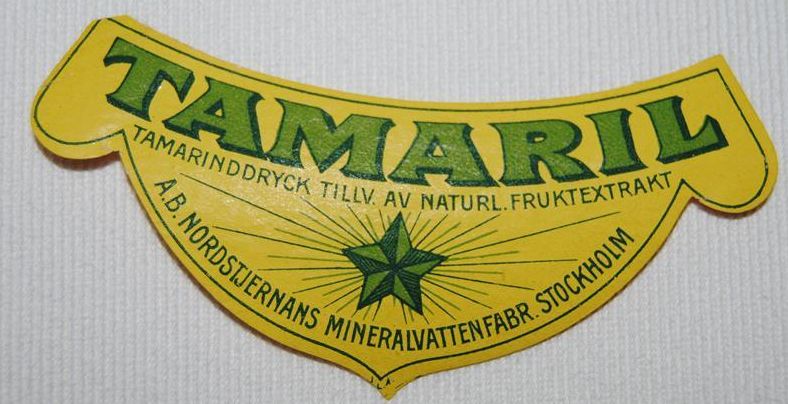 TAMARIL
TAMARINDDRYCK TILLV. AV NATURL. FRUKTEXTRAKT
A.B. NORDSTJERNANS MINERALVATTENFABR. STOCKHOLM